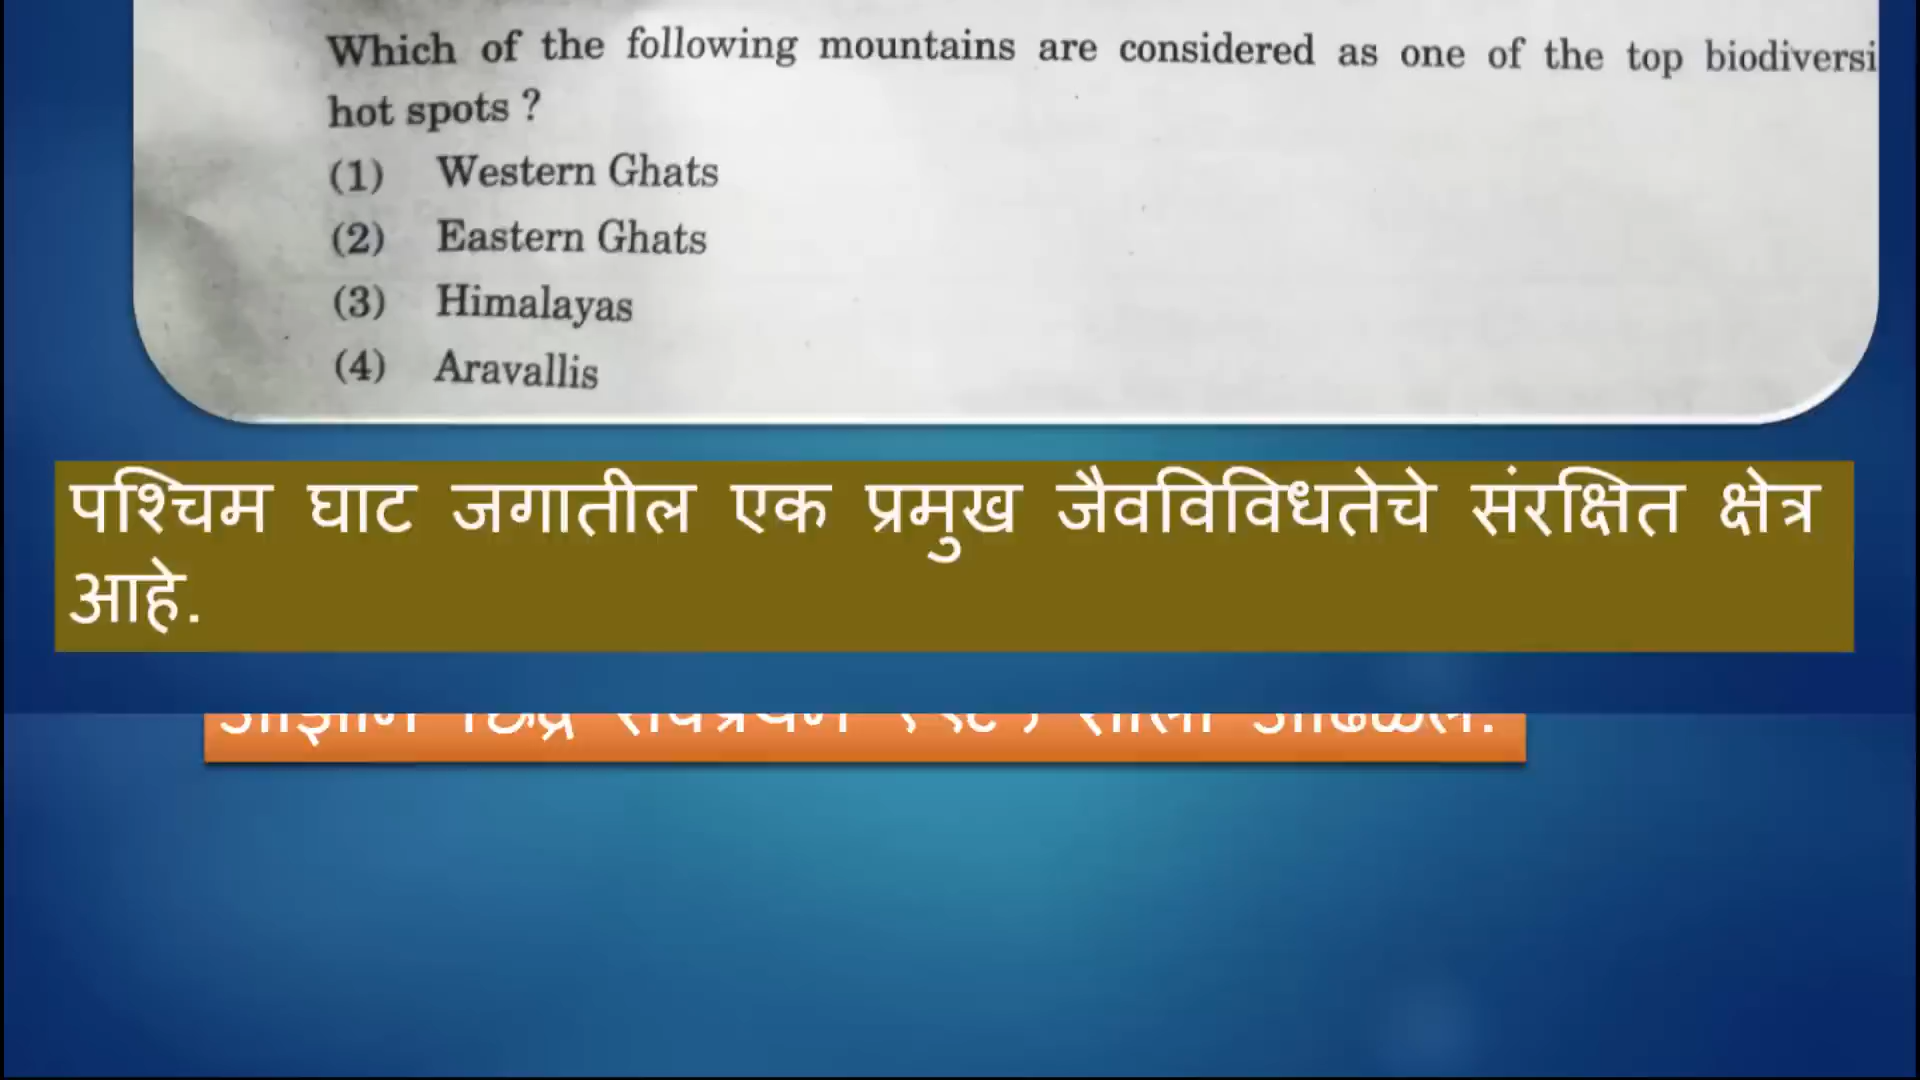 Which of the following mountains are considered as one of the top biodiversi
hot spots ?
(1) Western Ghats
(2) Eastern Ghats
(3) Himalayas
(4) Aravallis
पश्चिम घाट जगातील एक प्रमुख जैवविविधतेचे संरक्षित क्षेत्र
आहे.